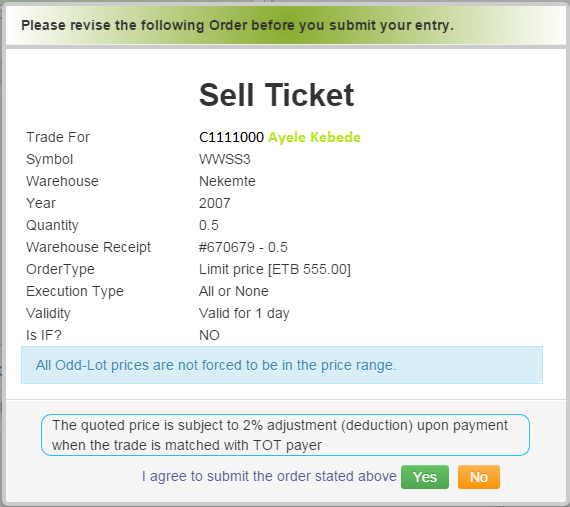 Please revise the following Order before you submit your entry.
Sell Ticket
Trade For C1111000 Ayele Kebede
Symbol WWSS3
Warehouse Nekemte
Year 2007
Quantity 0.5
Warehouse Receipt #670679 - 0.5
OrderType Limit price [ETB 555.00]
Execution Type All or None
Validity Valid for 1 day
Is IF? NO
All Odd-Lot prices are not forced to be in the price range.
The quoted price is subject to 2% adjustment (deduction) upon payment
when the trade is matched with TOT payer
I agree to submit the order stated above Yes No